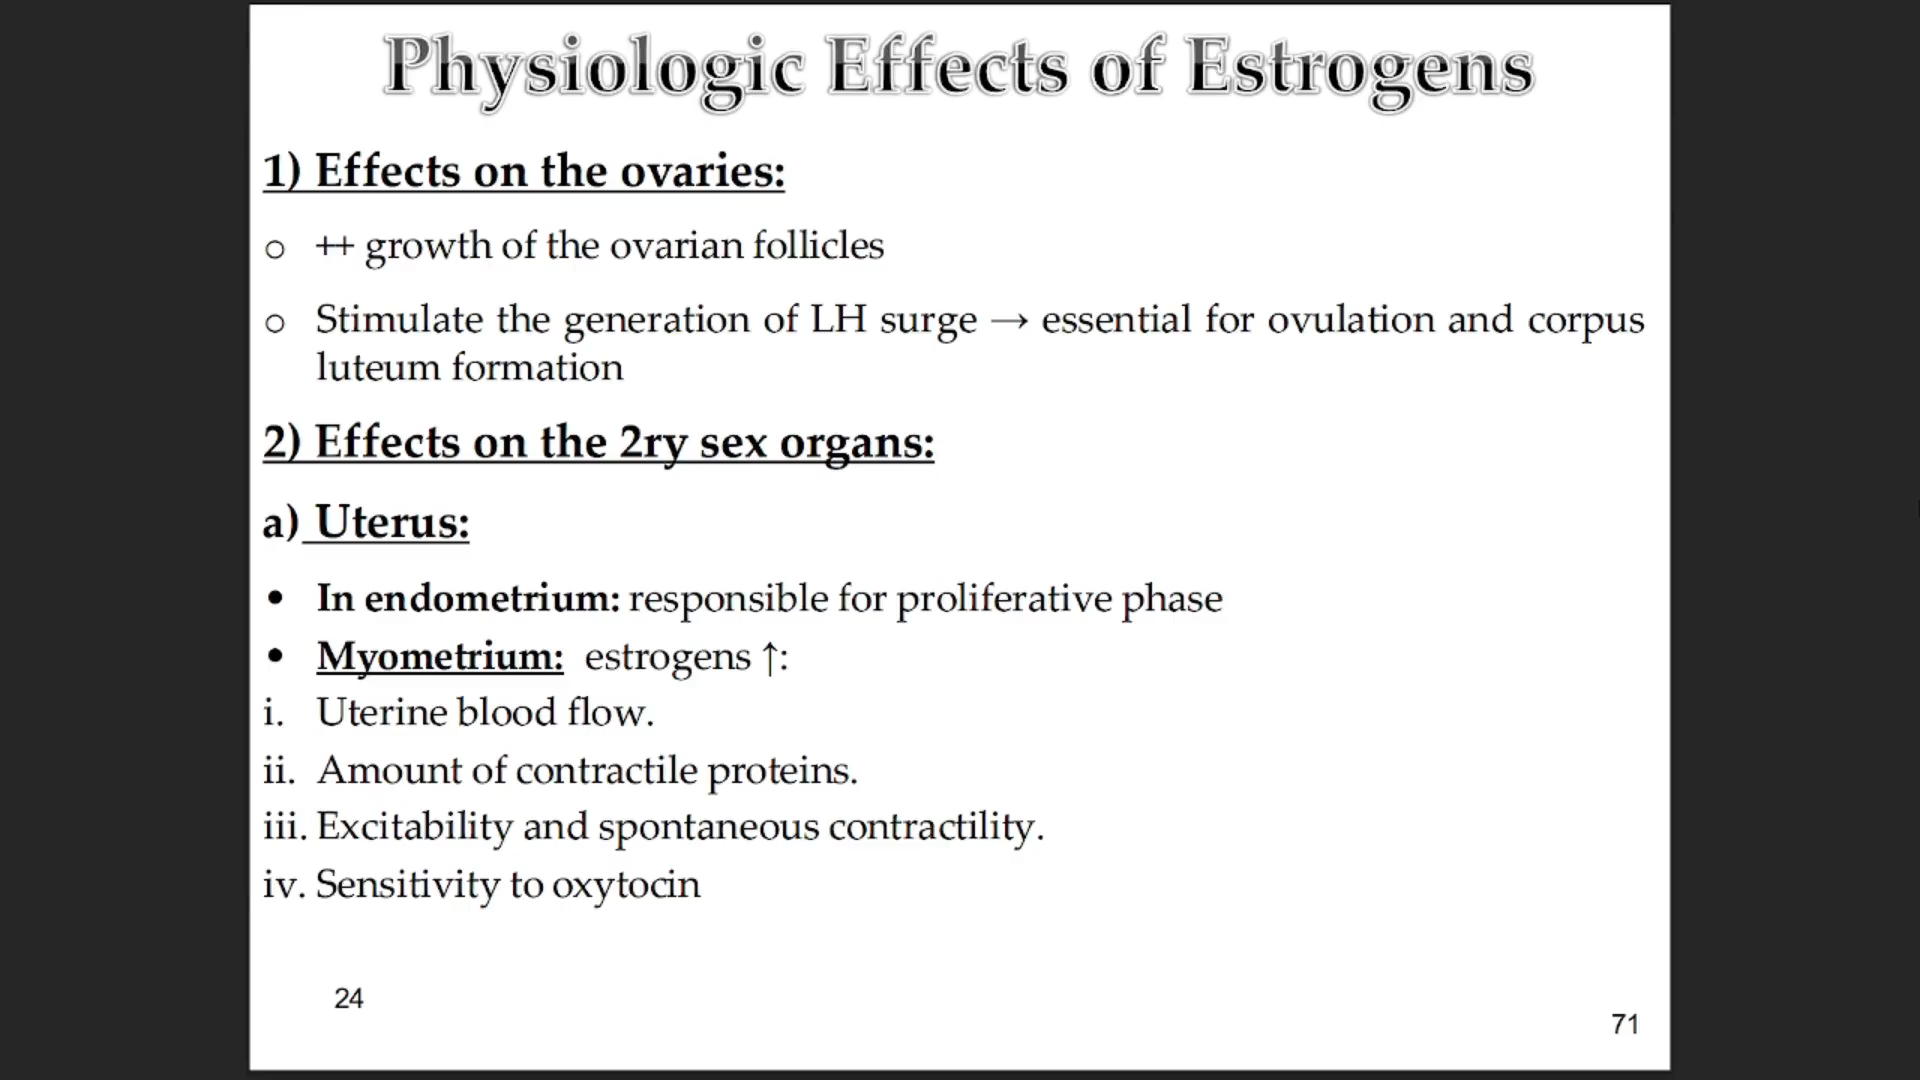 Physiologic Effects of Estrogens
1) Effects on the ovaries:
o ++ growth of the ovarian follicles
o Stimulate the generation of LH surge → essential for ovulation and corpus
luteum formation
2) Effects on the 2ry sex organs:
a) Uterus:
• In endometrium: responsible for proliferative phase
• Myometrium: estrogens ↑:
i. Uterine blood flow.
ii. Amount of contractile proteins.
iii. Excitability and spontaneous contractility.
iv. Sensitivity to oxytocin
24
71